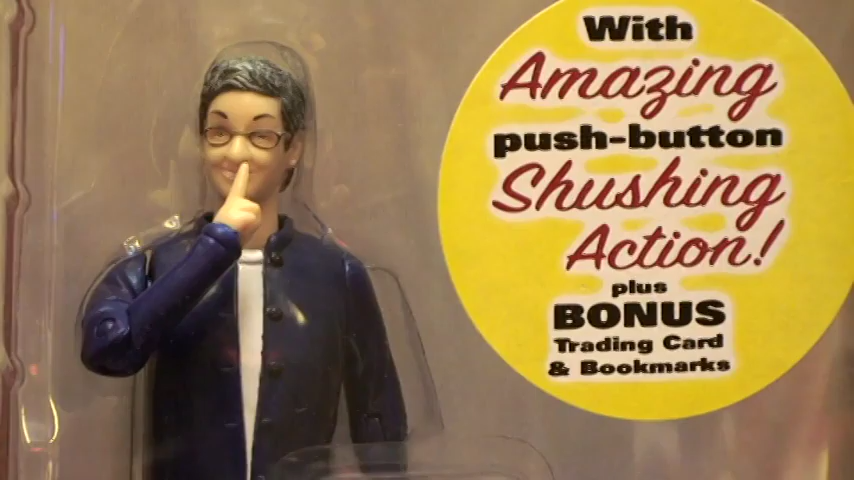 With
Amazing
push-button
Shushing
Action!
plus
BONUS
Trading Card
& Bookmarks